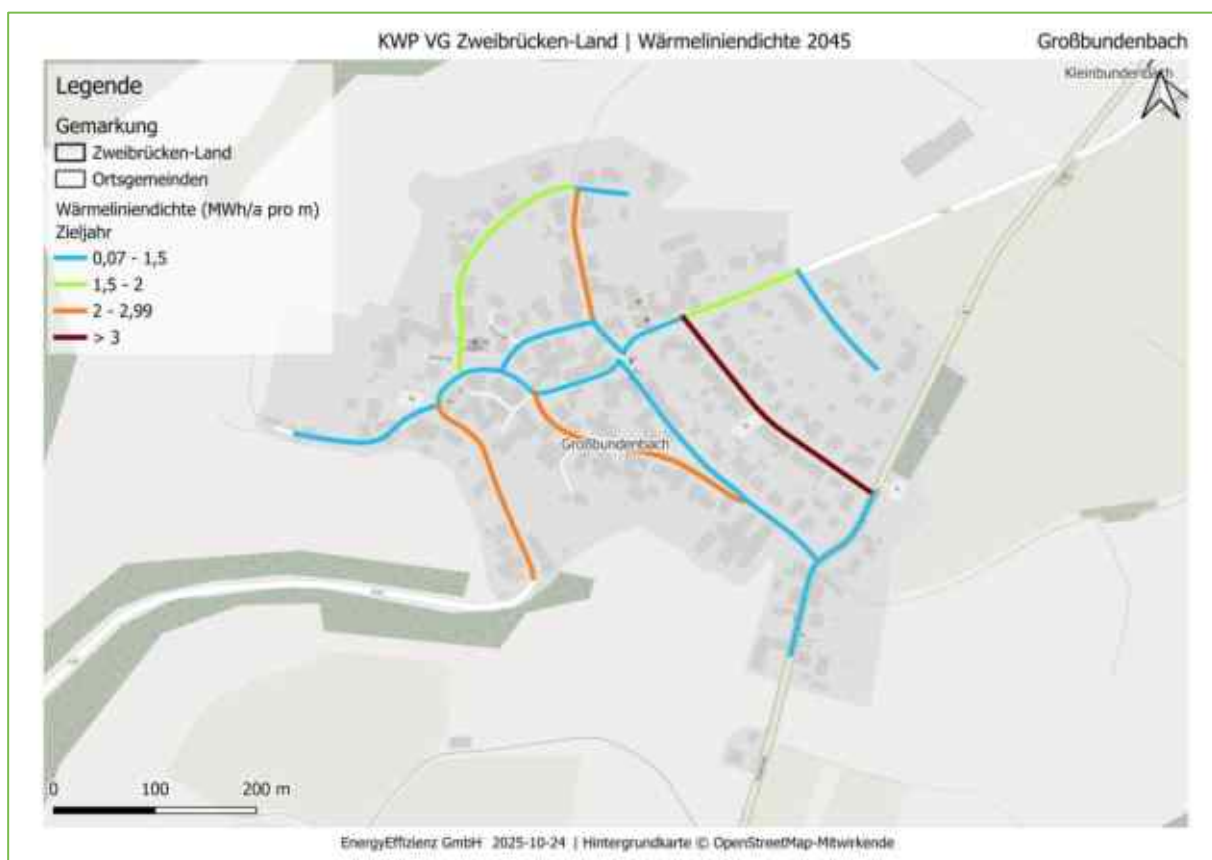 KWP VG Zweibrücken-Land | Wärmeliniendichte 2045
Großbundenbach
Kleinbundenbach
Legende
Gemarkung
Zweibrücken-Land
Ortsgemeinden
Wärmeliniendichte (MWh/a pro m)
Zieljahr
0,07 - 1,5
1,5 - 2
2 - 2,99
> 3
Großbundenbach
0 100 200 m
EnergyEffizienz GmbH 2025-10-24 | Hintergrundkarte © OpenStreetMap-Mitwirkende